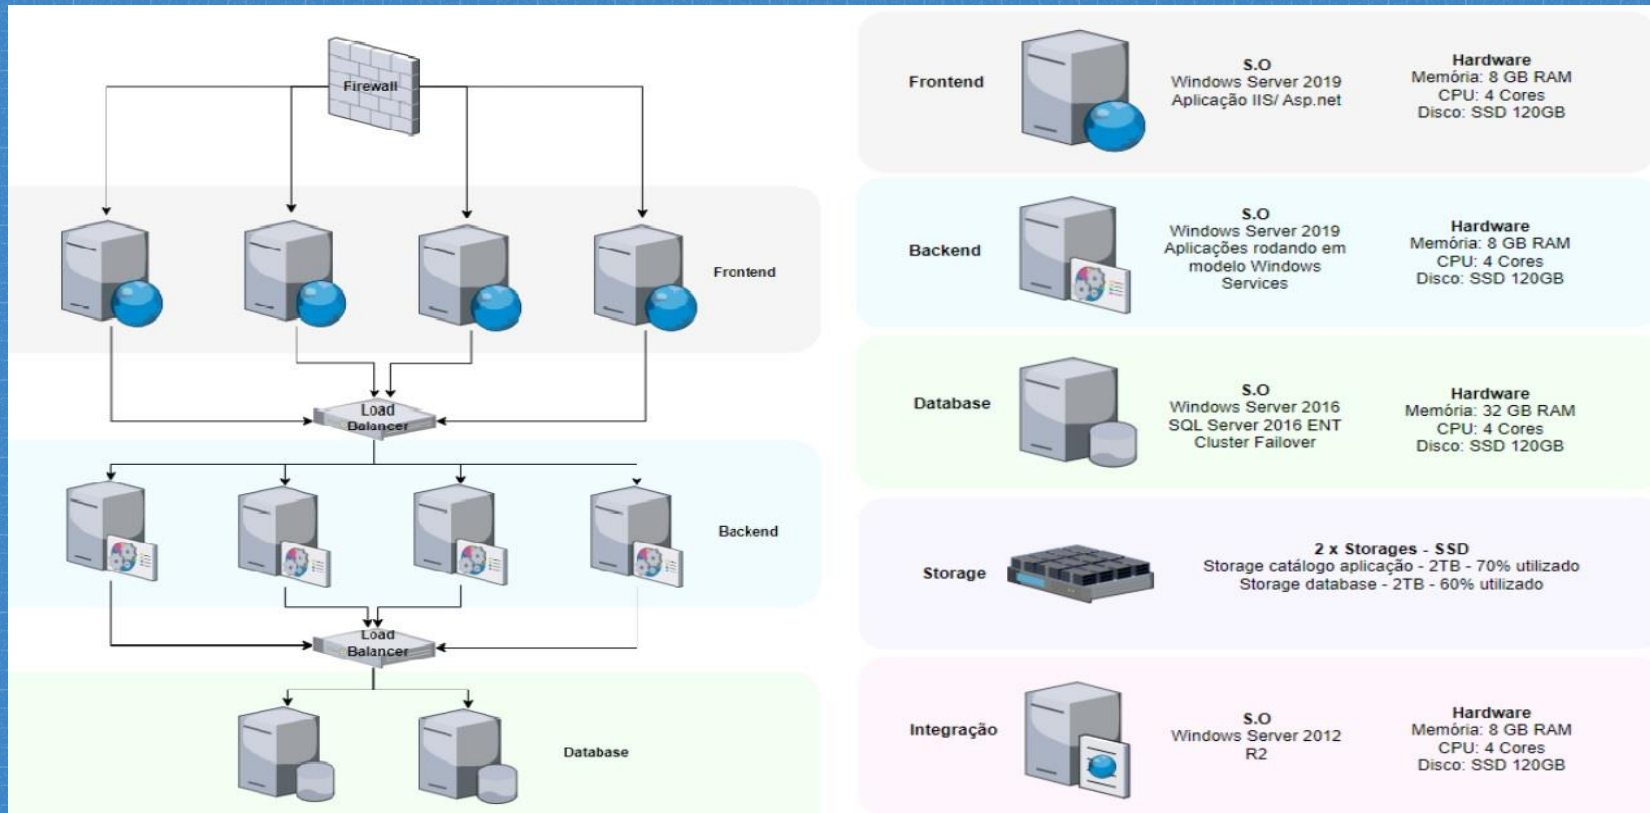 Firewall
Frontend
Load
Balancer
Backend
Load
Balancer
Database
Frontend
S.O
Windows Server 2019
Aplicação IIS/ Asp.net
Hardware
Memória: 8 GB RAM
CPU: 4 Cores
Disco: SSD 120GB
Backend
S.O
Windows Server 2019
Aplicações rodando em
modelo Windows
Services
Hardware
Memória: 8 GB RAM
CPU: 4 Cores
Disco: SSD 120GB
Database
S.O
Windows Server 2016
SQL Server 2016 ENT
Cluster Failover
Hardware
Memória: 32 GB RAM
CPU: 4 Cores
Disco: SSD 120GB
Storage
2 x Storages - SSD
Storage catálogo aplicação - 2TB - 70% utilizado
Storage database - 2TB - 60% utilizado
Integração
S.O
Windows Server 2012
R2
Hardware
Memória: 8 GB RAM
CPU: 4 Cores
Disco: SSD 120GB